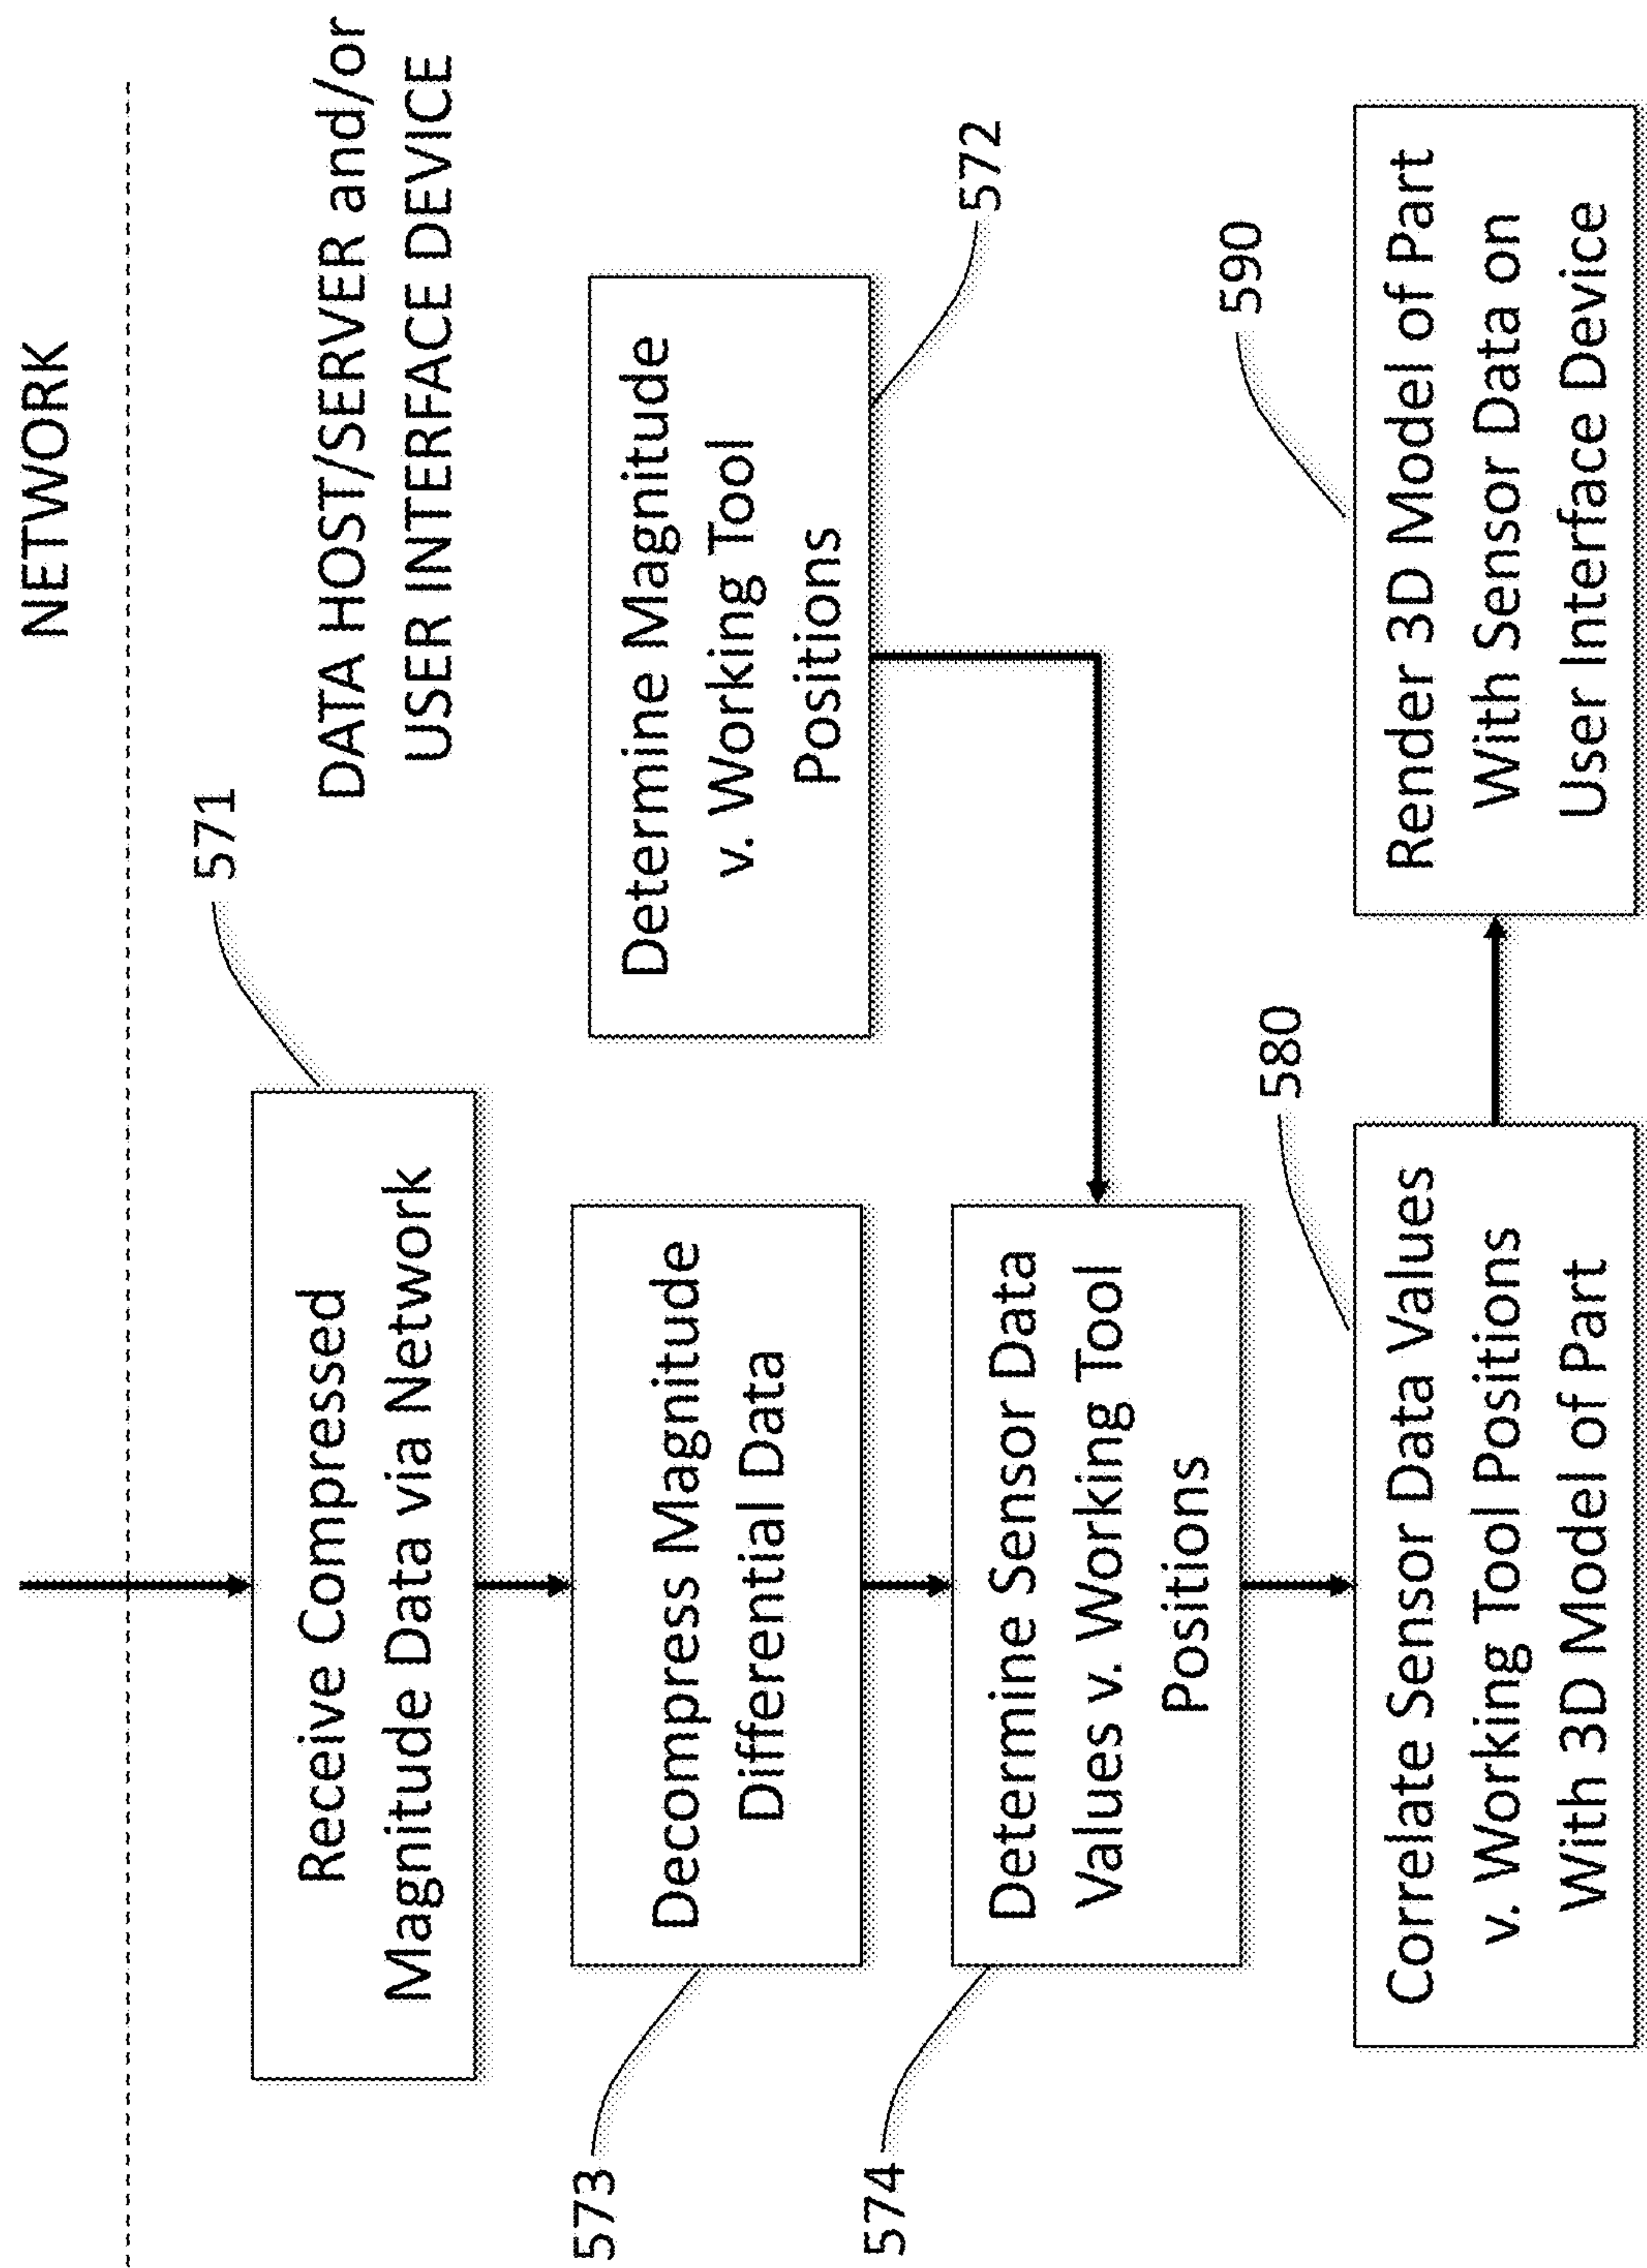 NETWORK
DATA HOST/SERVER and/or
USER INTERFACE DEVICE
571
Receive Compressed
Magnitude Data via Network
572
Determine Magnitude
v. Working Tool
Positions
573
Decompress Magnitude
Differential Data
574
Determine Sensor Data
Values v. Working Tool
Positions
580
Correlate Sensor Data Values
v. Working Tool Positions
With 3D Model of Part
590
Render 3D Model of Part
With Sensor Data on
User Interface Device